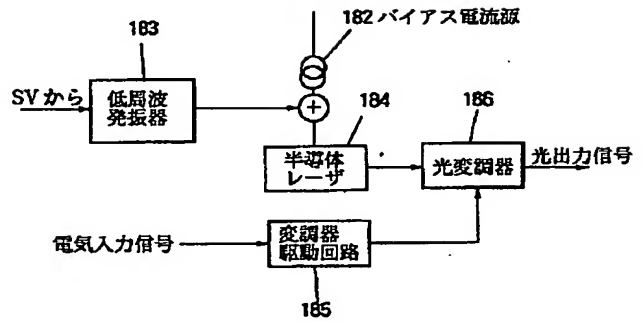 183
182 バイアス電流源
SVから
低周波
発振器
+
184
186
半導体
レーザ
光変調器
光出力信号
電気入力信号
変調器
駆動回路
185